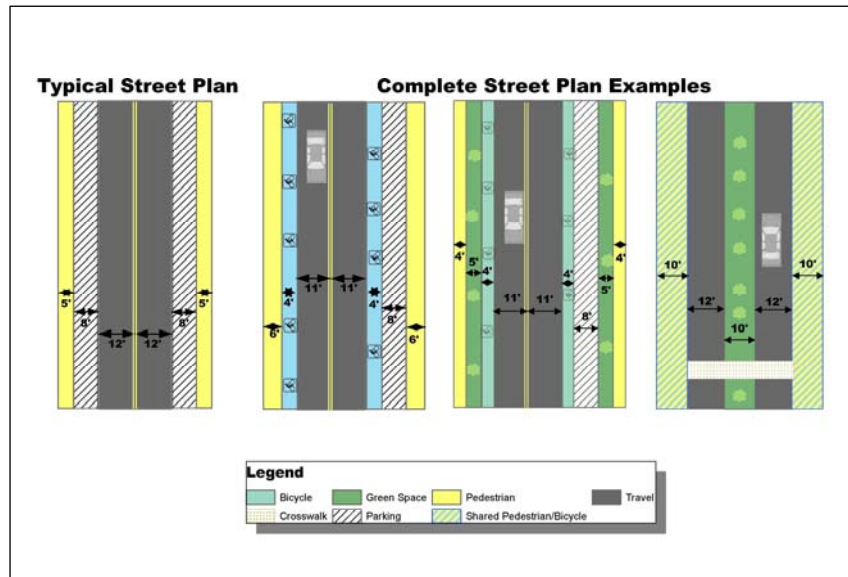 Typical Street Plan
Complete Street Plan Examples
5'
8'
12'
12'
8'
5'
6'
4'
11'
11'
4'
8'
6'
4'
5'
4'
11'
11'
4'
8'
5'
4'
10'
12'
10'
12'
10'
Legend
Bicycle
Green Space
Pedestrian
Travel
Crosswalk
Parking
Shared Pedestrian/Bicycle